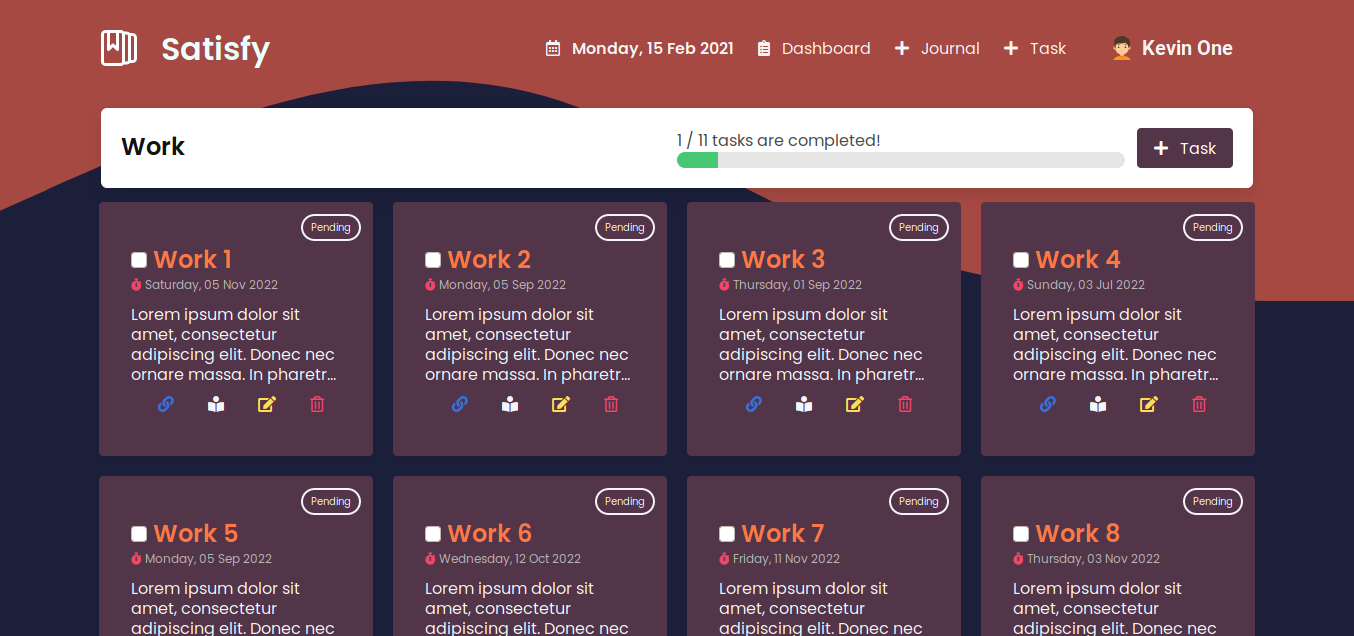 Satisfy
Monday, 15 Feb 2021
Dashboard
Journal
Task
Kevin One
Work
1 / 11 tasks are completed!
Task
Pending
Work 1
Saturday, 05 Nov 2022
Lorem ipsum dolor sit
amet, consectetur
adipiscing elit. Donec nec
ornare massa. In pharetr...
Pending
Work 2
Monday, 05 Sep 2022
Lorem ipsum dolor sit
amet, consectetur
adipiscing elit. Donec nec
ornare massa. In pharetr...
Pending
Work 3
Thursday, 01 Sep 2022
Lorem ipsum dolor sit
amet, consectetur
adipiscing elit. Donec nec
ornare massa. In pharetr...
Pending
Work 4
Sunday, 03 Jul 2022
Lorem ipsum dolor sit
amet, consectetur
adipiscing elit. Donec nec
ornare massa. In pharetr...
Pending
Work 5
Monday, 05 Sep 2022
Lorem ipsum dolor sit
amet, consectetur
adipiscing elit. Donec nec
Pending
Work 6
Wednesday, 12 Oct 2022
Lorem ipsum dolor sit
amet, consectetur
adipiscing elit. Donec nec
Pending
Work 7
Friday, 11 Nov 2022
Lorem ipsum dolor sit
amet, consectetur
adipiscing elit. Donec nec
Pending
Work 8
Thursday, 03 Nov 2022
Lorem ipsum dolor sit
amet, consectetur
adipiscing elit. Donec nec